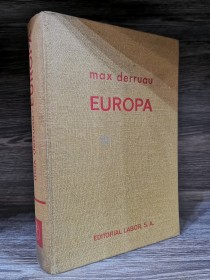 max derruau
EUROPA
EDITORIAL LABOR, S. A.